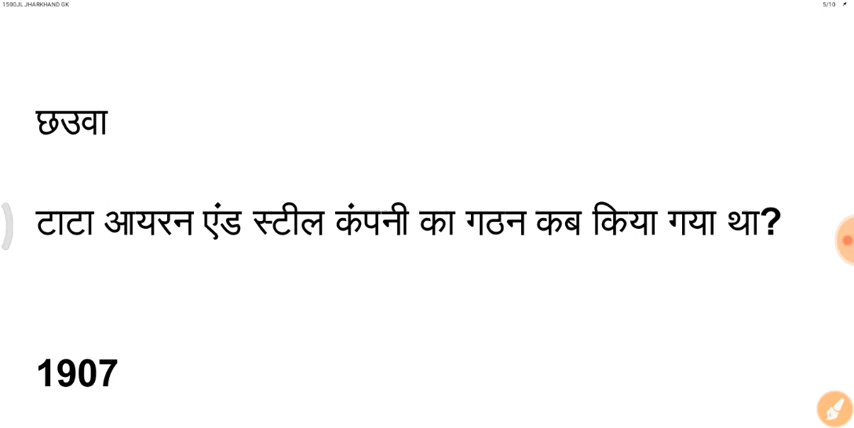 1500JL JHARKHAND GK
5/10
छउवा
टाटा आयरन एंड स्टील कंपनी का गठन कब किया गया था?
1907